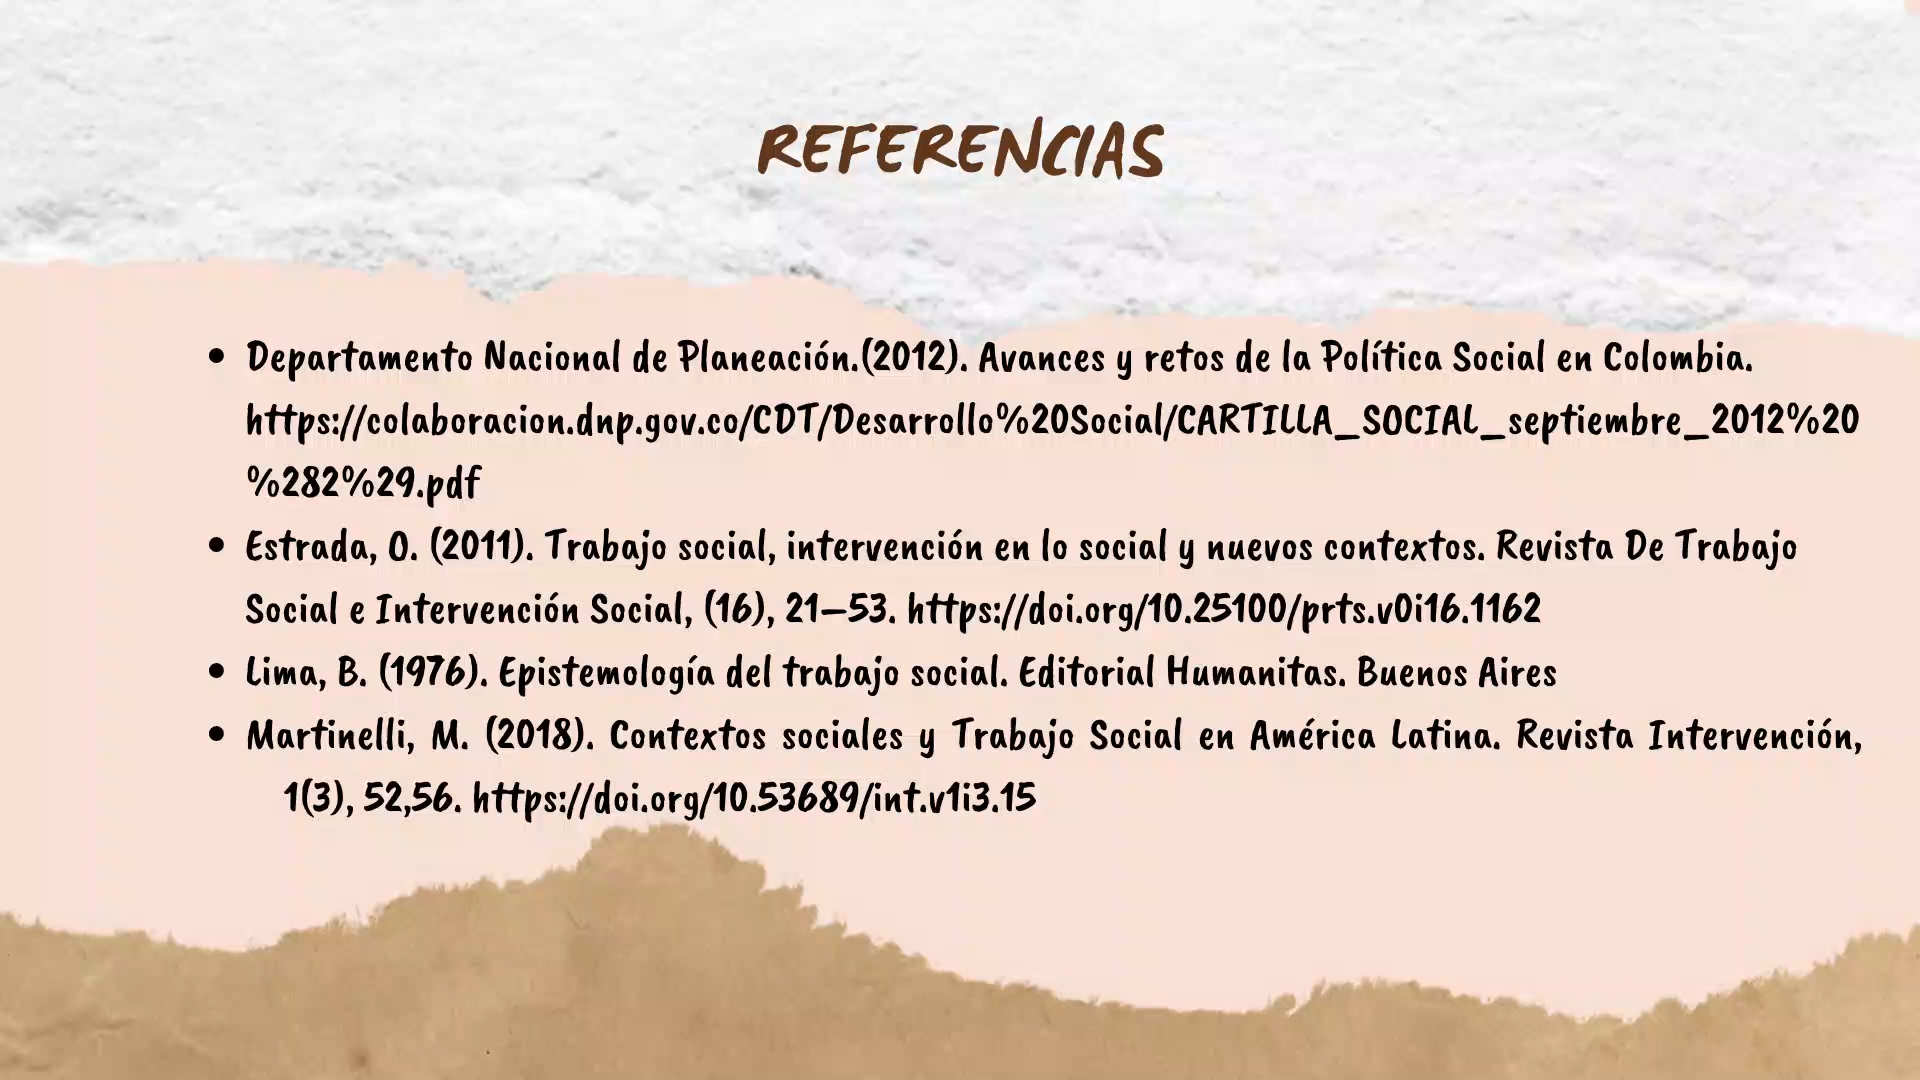 REFERENCIAS
• Departamento Nacional de Planeación.(2012). Avances y retos de la Política Social en Colombia.
https://colaboracion.dnp.gov.co/CDT/Desarrollo%20Social/CARTILLA_SOCIAL_septiembre_2012%20
%282%29.pdf
• Estrada, O. (2011). Trabajo social, intervención en lo social y nuevos contextos. Revista De Trabajo
Social e Intervención Social, (16), 21–53. https://doi.org/10.25100/prts.v0i16.1162
• Lima, B. (1976). Epistemología del trabajo social. Editorial Humanitas. Buenos Aires
• Martinelli, M. (2018). Contextos sociales y Trabajo Social en América Latina. Revista Intervención,
1(3), 52,56. https://doi.org/10.53689/int.v1i3.15